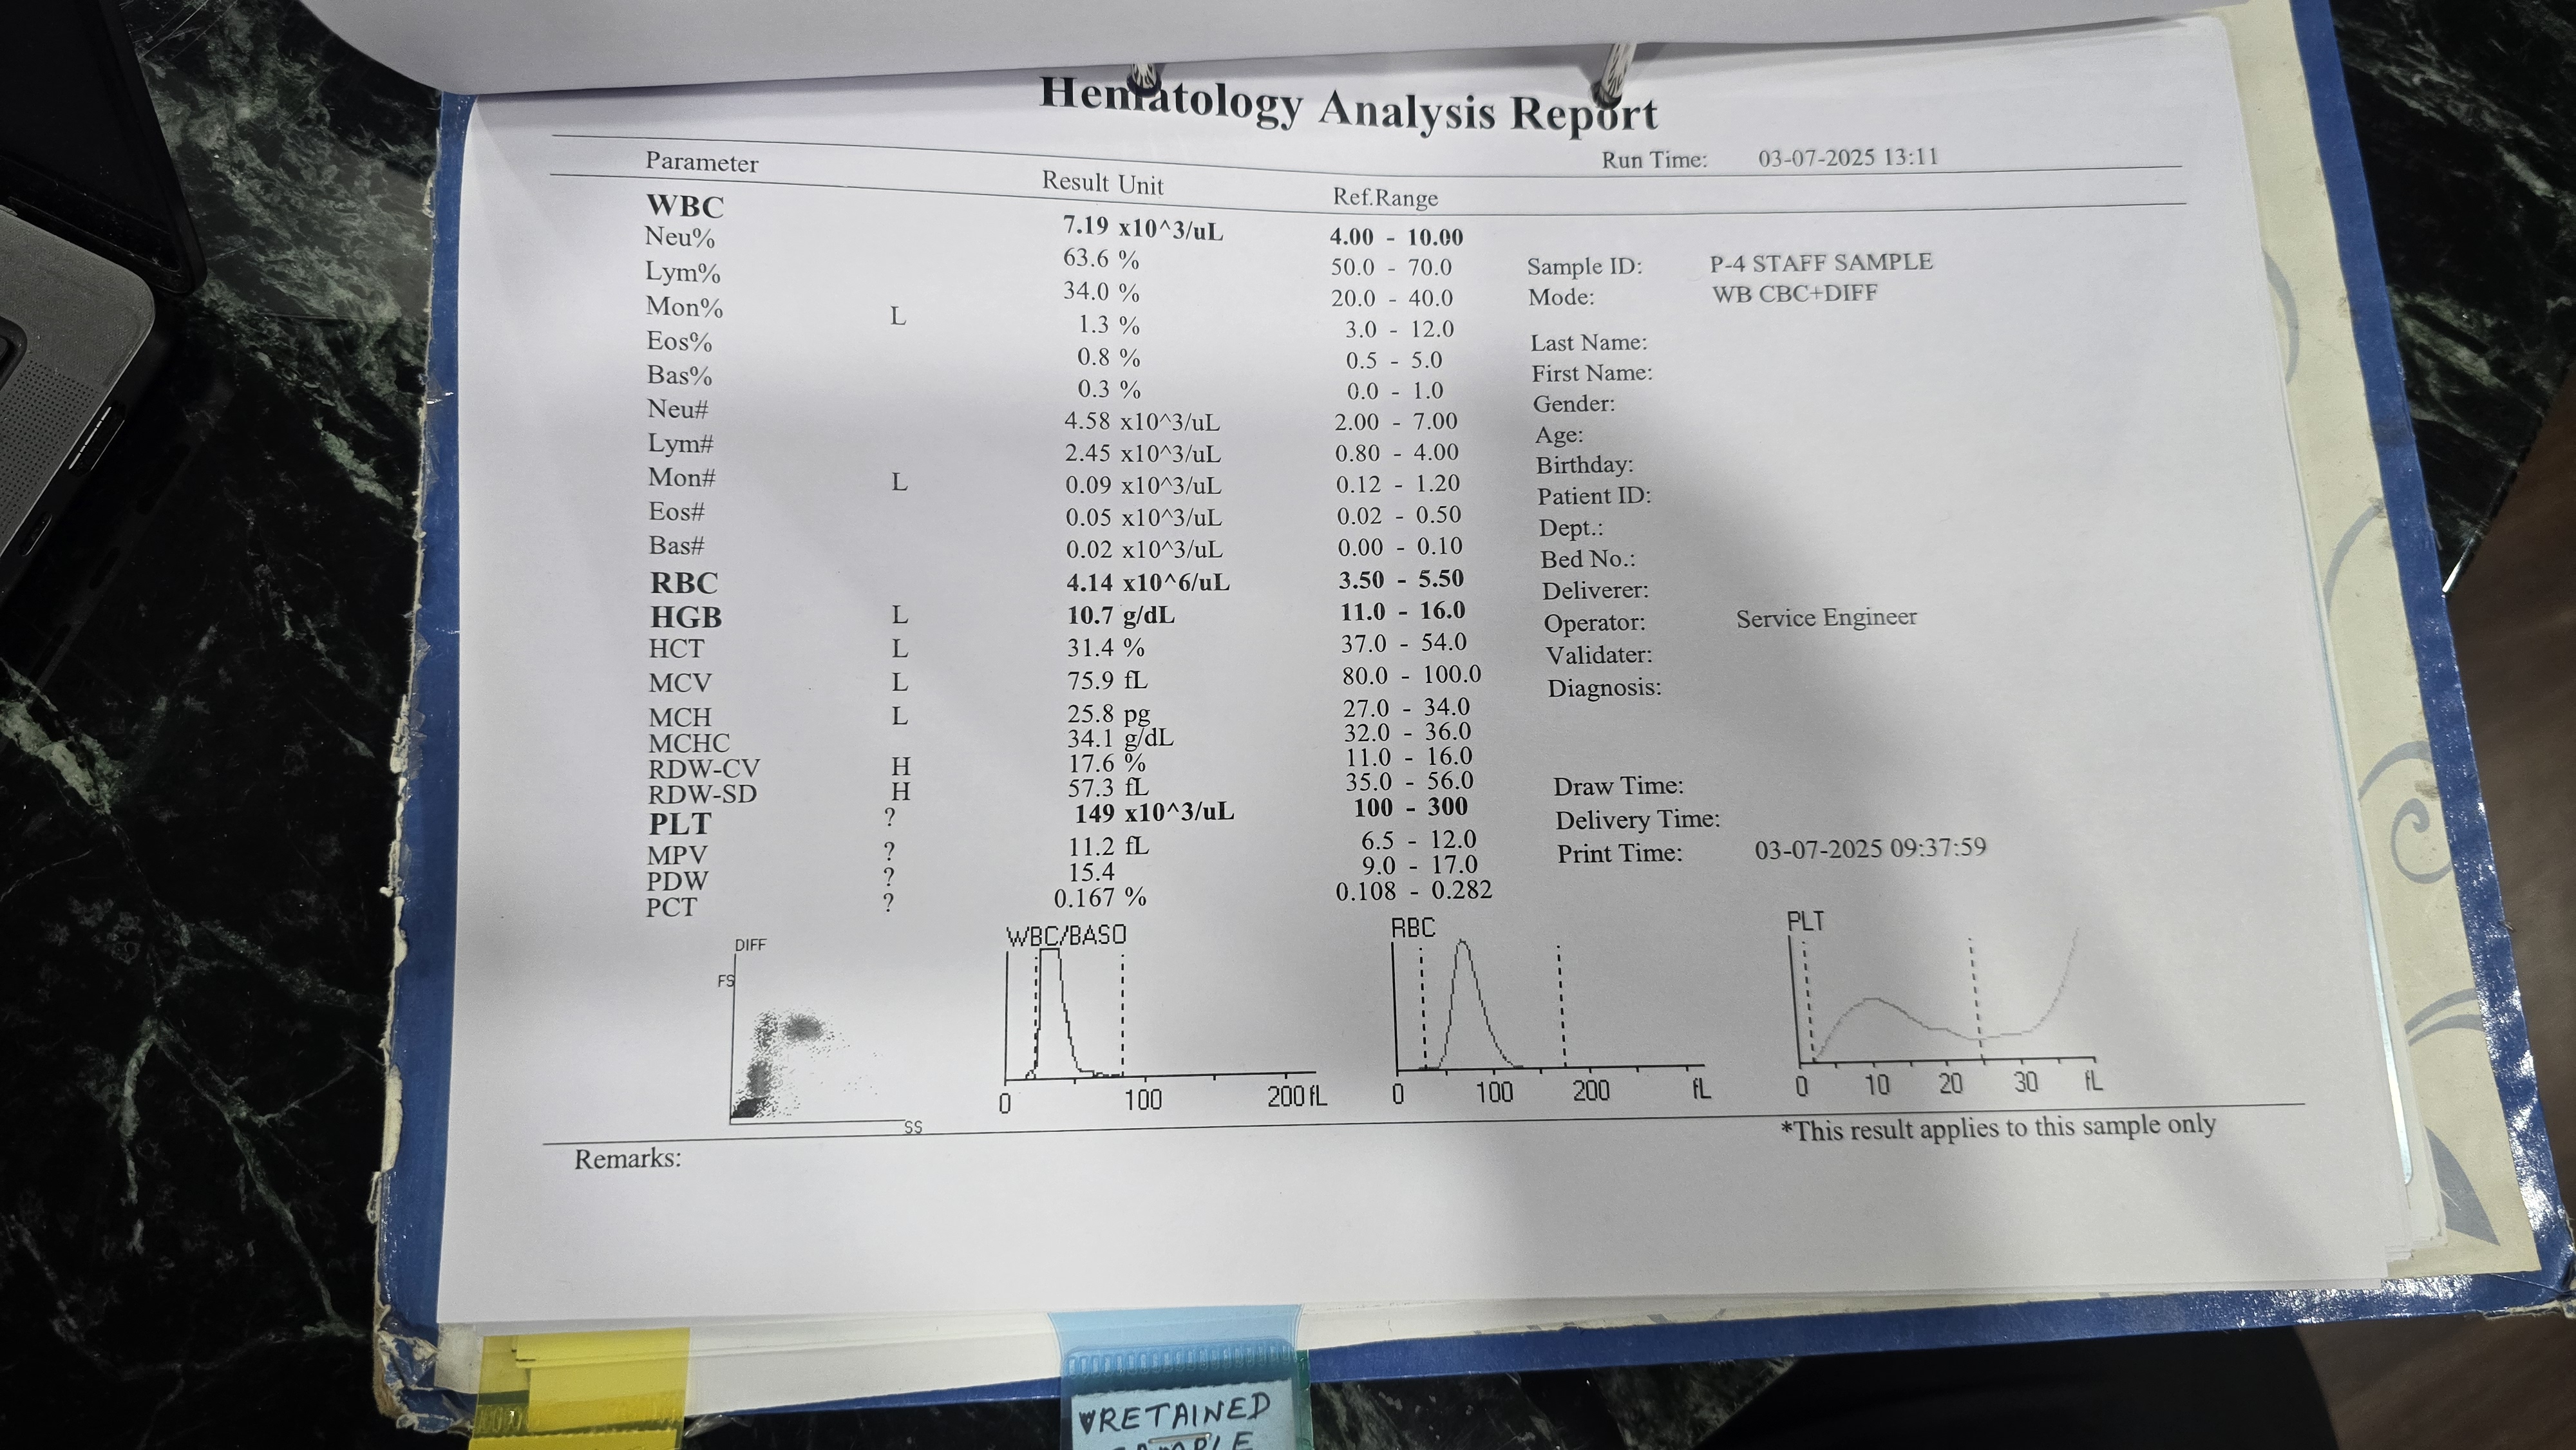 Hematology Analysis Report
Run Time: 03-07-2025 13:11
Parameter Result Unit Ref.Range
WBC 7.19 x10^3/uL 4.00 - 10.00
Neu% 63.6 % 50.0 - 70.0
Lym% 34.0 % 20.0 - 40.0
Mon% L 1.3 % 3.0 - 12.0
Eos% 0.8 % 0.5 - 5.0
Bas% 0.3 % 0.0 - 1.0
Neu# 4.58 x10^3/uL 2.00 - 7.00
Lym# 2.45 x10^3/uL 0.80 - 4.00
Mon# L 0.09 x10^3/uL 0.12 - 1.20
Eos# 0.05 x10^3/uL 0.02 - 0.50
Bas# 0.02 x10^3/uL 0.00 - 0.10
RBC 4.14 x10^6/uL 3.50 - 5.50
HGB L 10.7 g/dL 11.0 - 16.0
HCT L 31.4 % 37.0 - 54.0
MCV L 75.9 fL 80.0 - 100.0
MCH L 25.8 pg 27.0 - 34.0
MCHC 34.1 g/dL 32.0 - 36.0
RDW-CV H 17.6 % 11.0 - 16.0
RDW-SD H 57.3 fL 35.0 - 56.0
PLT ? 149 x10^3/uL 100 - 300
MPV ? 11.2 fL 6.5 - 12.0
PDW ? 15.4 9.0 - 17.0
PCT ? 0.167 % 0.108 - 0.282
Sample ID: P-4 STAFF SAMPLE
Mode: WB CBC+DIFF
Last Name:
First Name:
Gender:
Age:
Birthday:
Patient ID:
Dept.:
Bed No.:
Deliverer:
Operator: Service Engineer
Validater:
Diagnosis:
Draw Time:
Delivery Time:
Print Time: 03-07-2025 09:37:59
DIFF
FS
SS
WBC/BASO
0 100 200 fL
RBC
0 100 200 fL
PLT
0 10 20 30 fL
Remarks:
*This result applies to this sample only
RETAINED